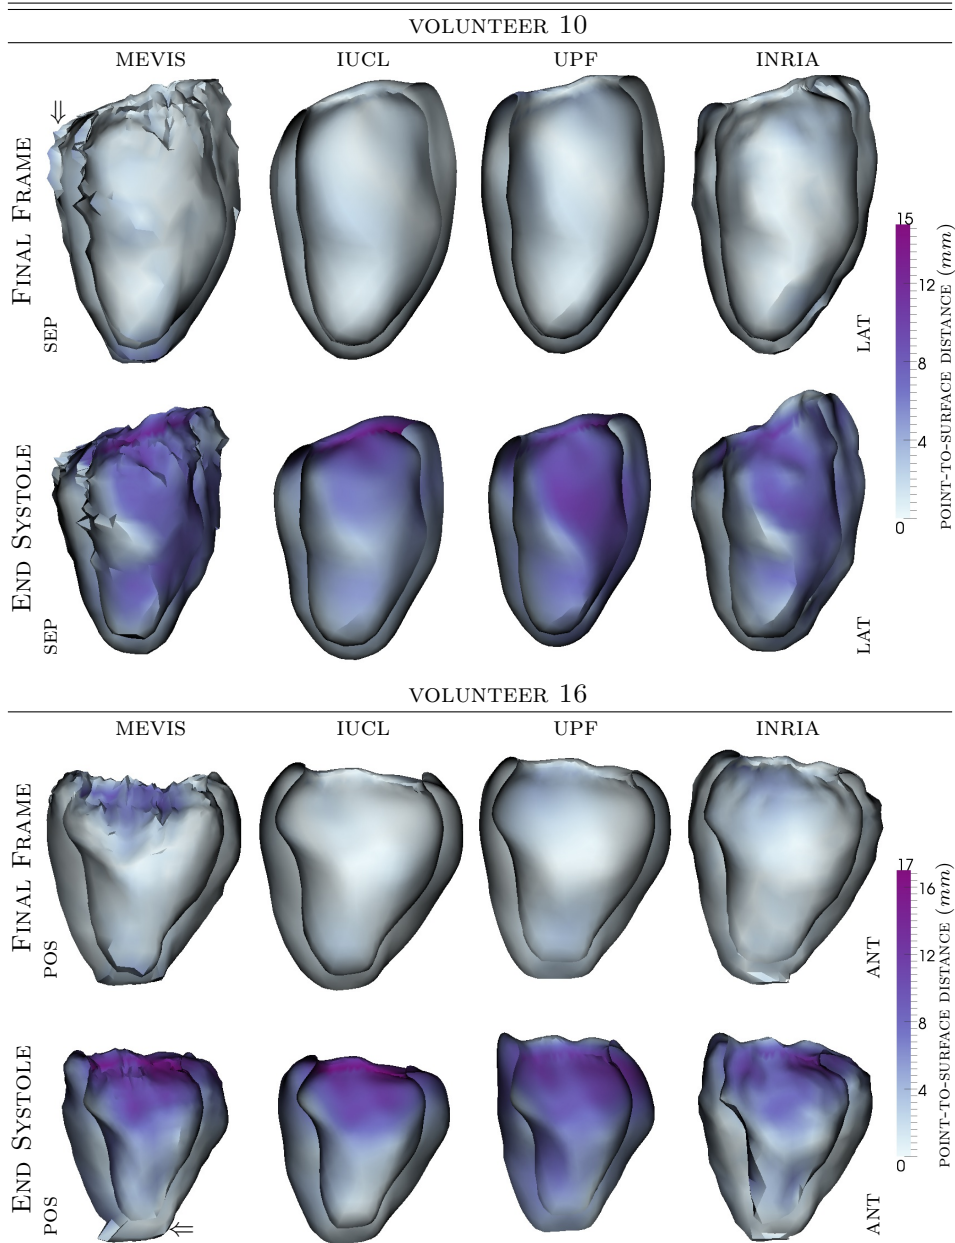 VOLUNTEER 10
MEVIS IUCL UPF INRIA
FINAL FRAME
SEP
LAT
⇓
END SYSTOLE
SEP
LAT
15
12
8
4
0
POINT-TO-SURFACE DISTANCE (mm)
VOLUNTEER 16
MEVIS IUCL UPF INRIA
FINAL FRAME
POS
ANT
END SYSTOLE
POS
⇐
ANT
17
16
12
8
4
0
POINT-TO-SURFACE DISTANCE (mm)